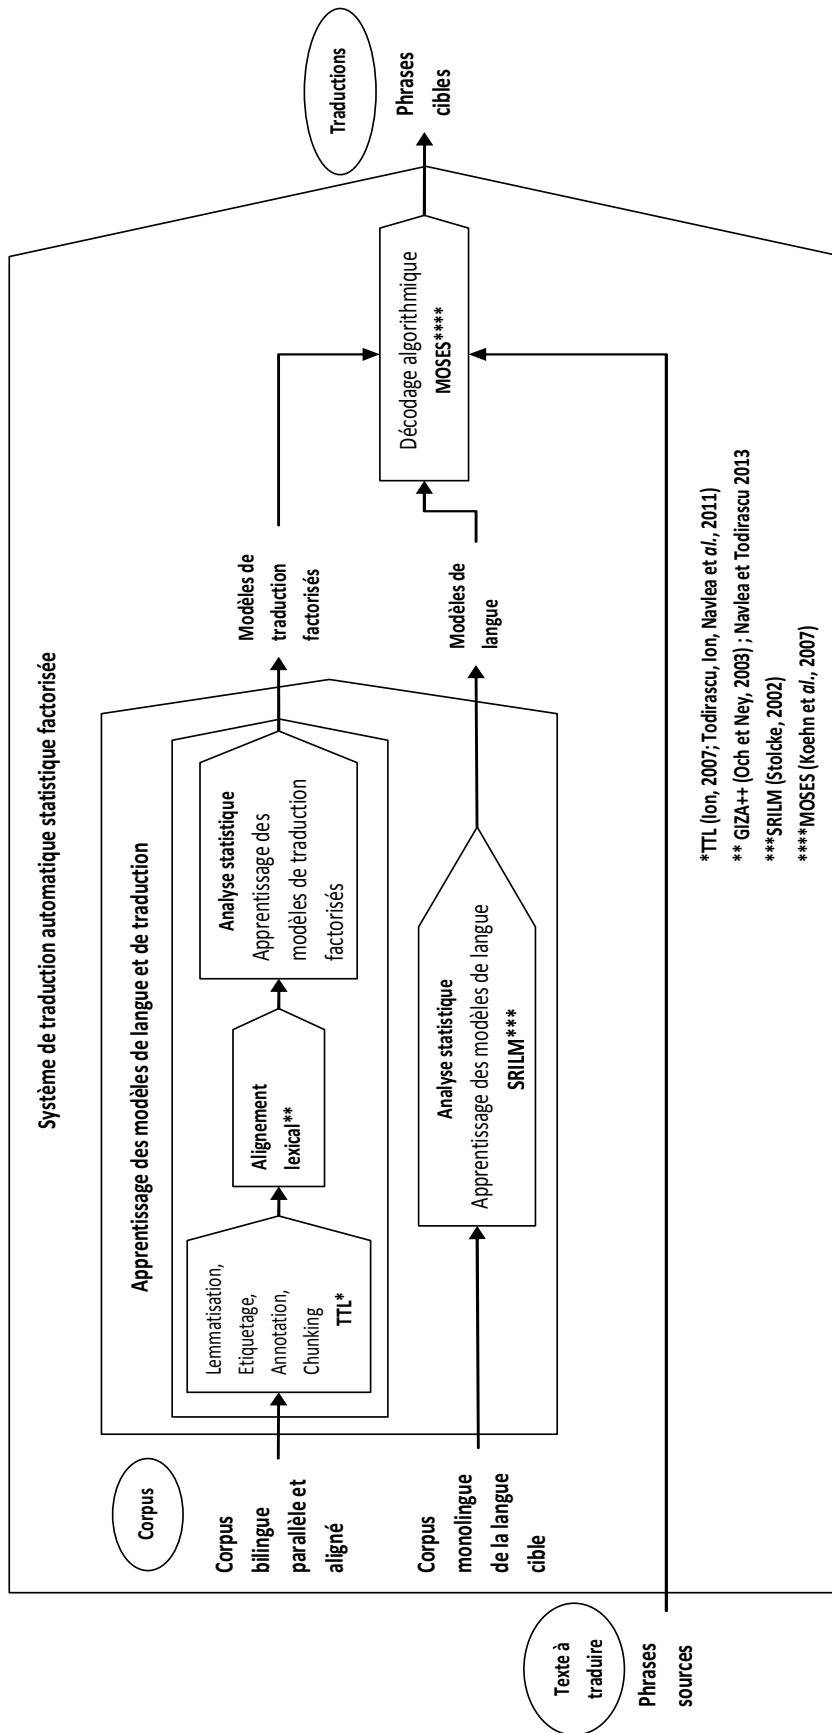 Système de traduction automatique statistique factorisée
Apprentissage des modèles de langue et de traduction
Corpus
Corpus
bilingue
parallèle et
aligné
Lemmatisation,
Etiquetage,
Annotation,
Chunking
TTL*
Alignement
lexical**
Analyse statistique
Apprentissage des
modèles de traduction
factorisés
Modèles de
traduction
factorisés
Corpus
monolingue
de la langue
cible
Analyse statistique
Apprentissage des modèles de langue
SRILM***
Modèles de
langue
Décodage algorithmique
MOSES****
Traductions
Phrases
cibles
Texte à
traduire
Phrases
sources
*TTL (Ion, 2007; Todirascu, Ion, Navlea et al., 2011)
** GIZA++ (Och et Ney, 2003) ; Navlea et Todirascu 2013
***SRILM (Stolcke, 2002)
****MOSES (Koehn et al., 2007)